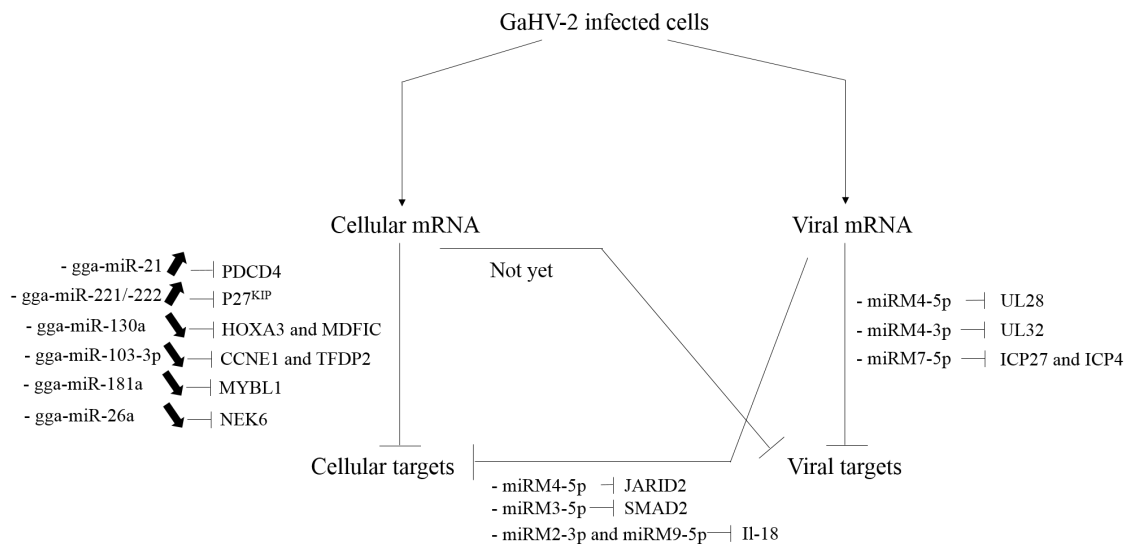 GaHV-2 infected cells
Cellular mRNA
Viral mRNA
Not yet
- gga-miR-21 PDCD4
- gga-miR-221/-222 P27KIP
- gga-miR-130a HOXA3 and MDFIC
- gga-miR-103-3p CCNE1 and TFDP2
- gga-miR-181a MYBL1
- gga-miR-26a NEK6
- miRM4-5p UL28
- miRM4-3p UL32
- miRM7-5p ICP27 and ICP4
Cellular targets
Viral targets
- miRM4-5p JARID2
- miRM3-5p SMAD2
- miRM2-3p and miRM9-5p Il-18